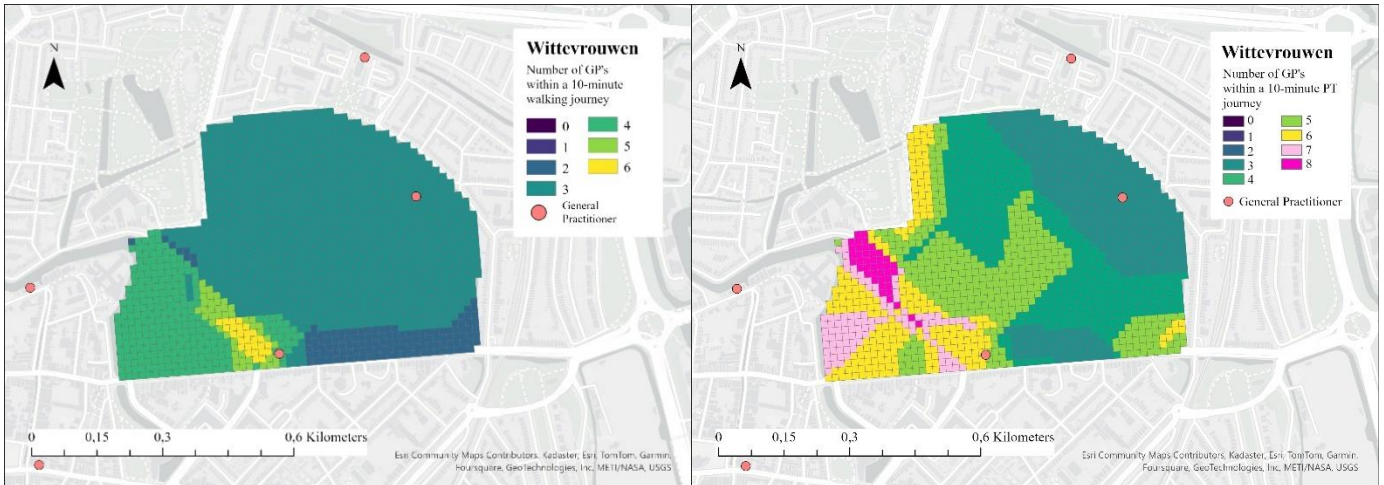 N
Wittevrouwen
Number of GP's
within a 10-minute
walking journey
0
4
1
5
2
6
3
General
Practitioner
0
0,15
0,3
0,6 Kilometers
Esri Community Maps Contributors, Kadaster, Esri, TomTom, Garmin,
Foursquare, GeoTechnologies, Inc, METI/NASA, USGS
N
Wittevrouwen
Number of GP's
within a 10-minute PT
journey
0
5
1
6
2
7
3
8
4
General Practitioner
0
0,15
0,3
0,6 Kilometers
Esri Community Maps Contributors, Kadaster, Esri, TomTom, Garmin,
Foursquare, GeoTechnologies, Inc, METI/NASA, USGS